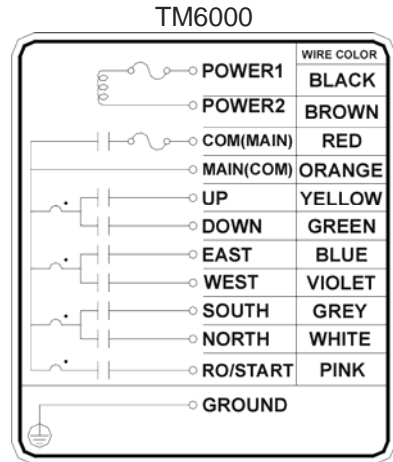 TM6000
WIRE COLOR
POWER1 BLACK
POWER2 BROWN
COM(MAIN) RED
MAIN(COM) ORANGE
UP YELLOW
DOWN GREEN
EAST BLUE
WEST VIOLET
SOUTH GREY
NORTH WHITE
RO/START PINK
GROUND